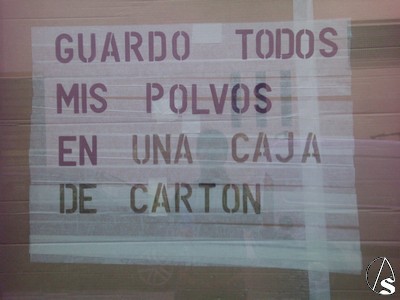 GUARDO TODOS
MIS POLVOS
EN UNA CAJA
DE CARTON